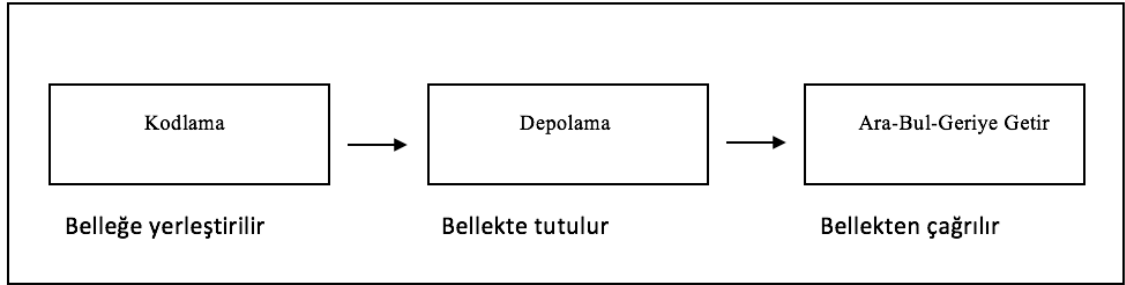 Kodlama
Depolama
Ara-Bul-Geriye Getir
Belleğe yerleştirilir
Bellekte tutulur
Bellekten çağrılır